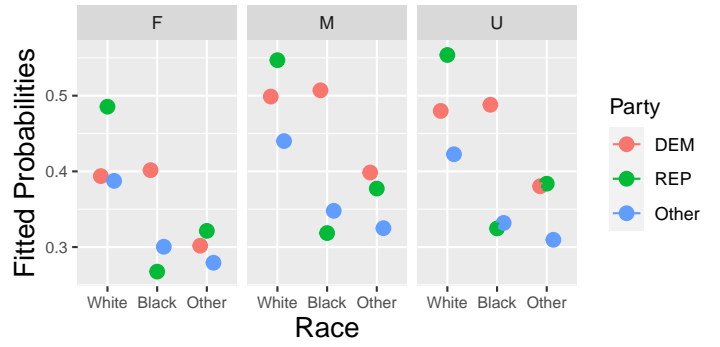 F M U
Fitted Probabilities
0.5
0.4
0.3
White Black Other White Black Other White Black Other
Race
Party
DEM
REP
Other